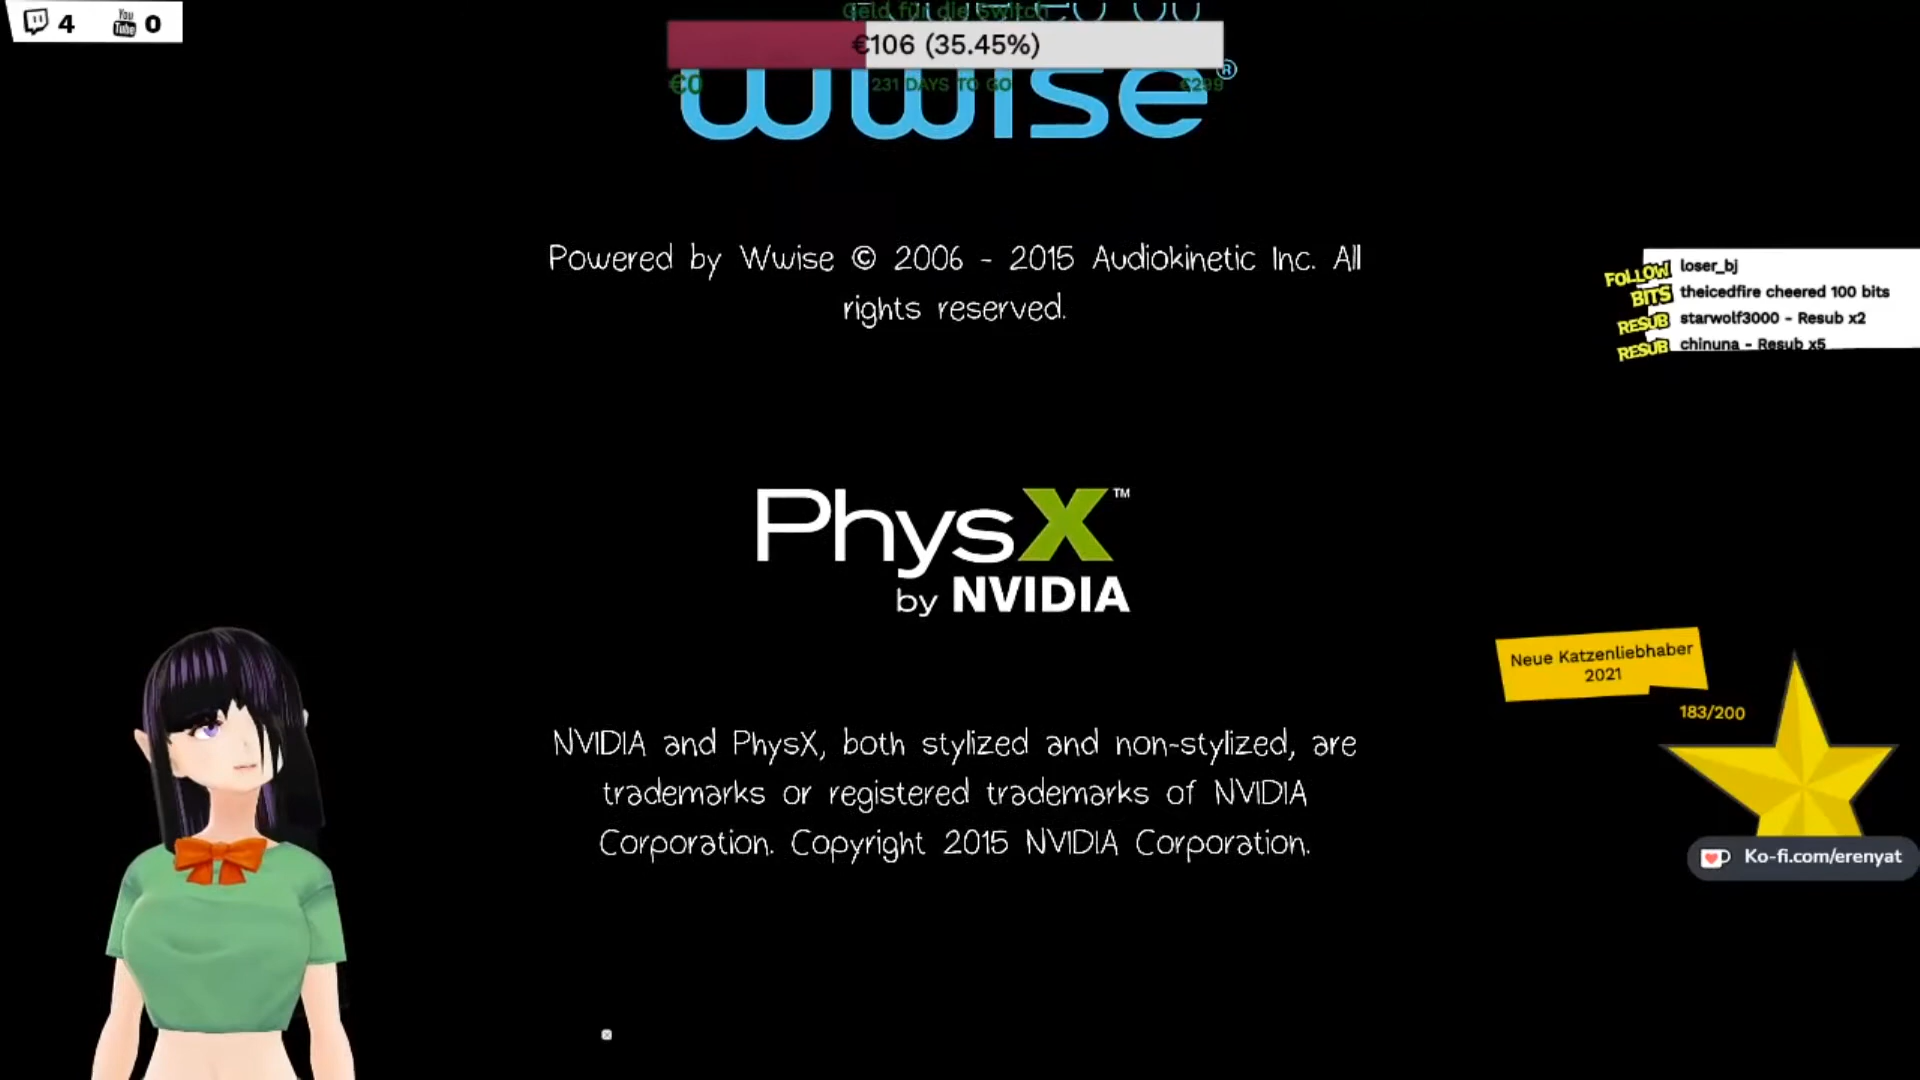 4
You Tube 0
Geld für die Switch
€106 (35.45%)
€0
231 DAYS TO GO
€299
wwise®
Powered by Wwise © 2006 - 2015 Audiokinetic Inc. All
rights reserved.
FOLLOW loser_bj
BITS theicedfire cheered 100 bits
RESUB starwolf3000 - Resub x2
RESUB chinuna - Resub x5
PhysX™
by NVIDIA
Neue Katzenliebhaber
2021
183/200
NVIDIA and PhysX, both stylized and non-stylized, are
trademarks or registered trademarks of NVIDIA
Corporation. Copyright 2015 NVIDIA Corporation.
Ko-fi.com/erenyat